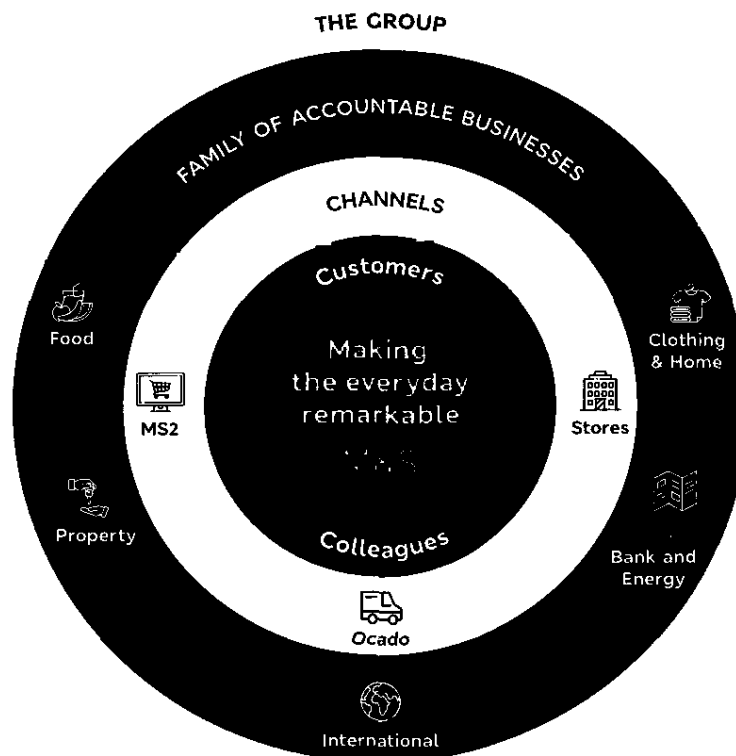 THE GROUP
FAMILY OF ACCOUNTABLE BUSINESSES
CHANNELS
Customers
Food
Clothing
& Home
Making
the everyday
remarkable
MS2
Stores
M&S
Property
Colleagues
Bank and
Energy
Ocado
International